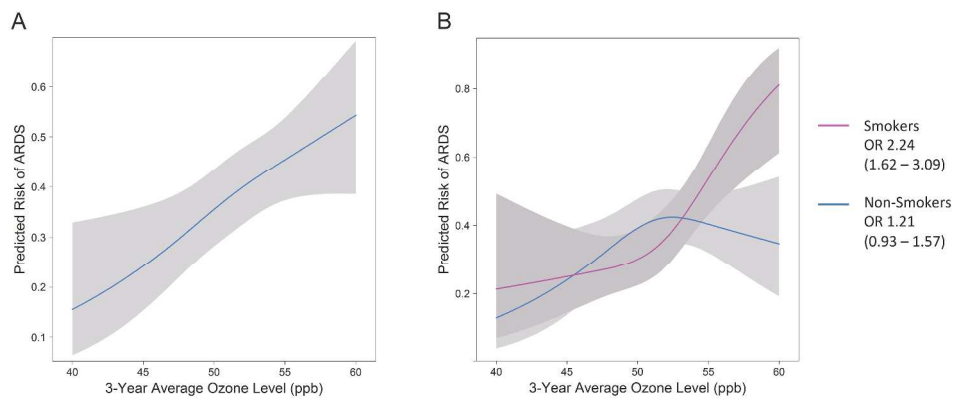 A
Predicted Risk of ARDS
0.6
0.5
0.4
0.3
0.2
0.1
40 45 50 55 60
3-Year Average Ozone Level (ppb)
B
Predicted Risk of ARDS
0.8
0.6
0.4
0.2
40 45 50 55 60
3-Year Average Ozone Level (ppb)
Smokers
OR 2.24
(1.62 – 3.09)
Non-Smokers
OR 1.21
(0.93 – 1.57)